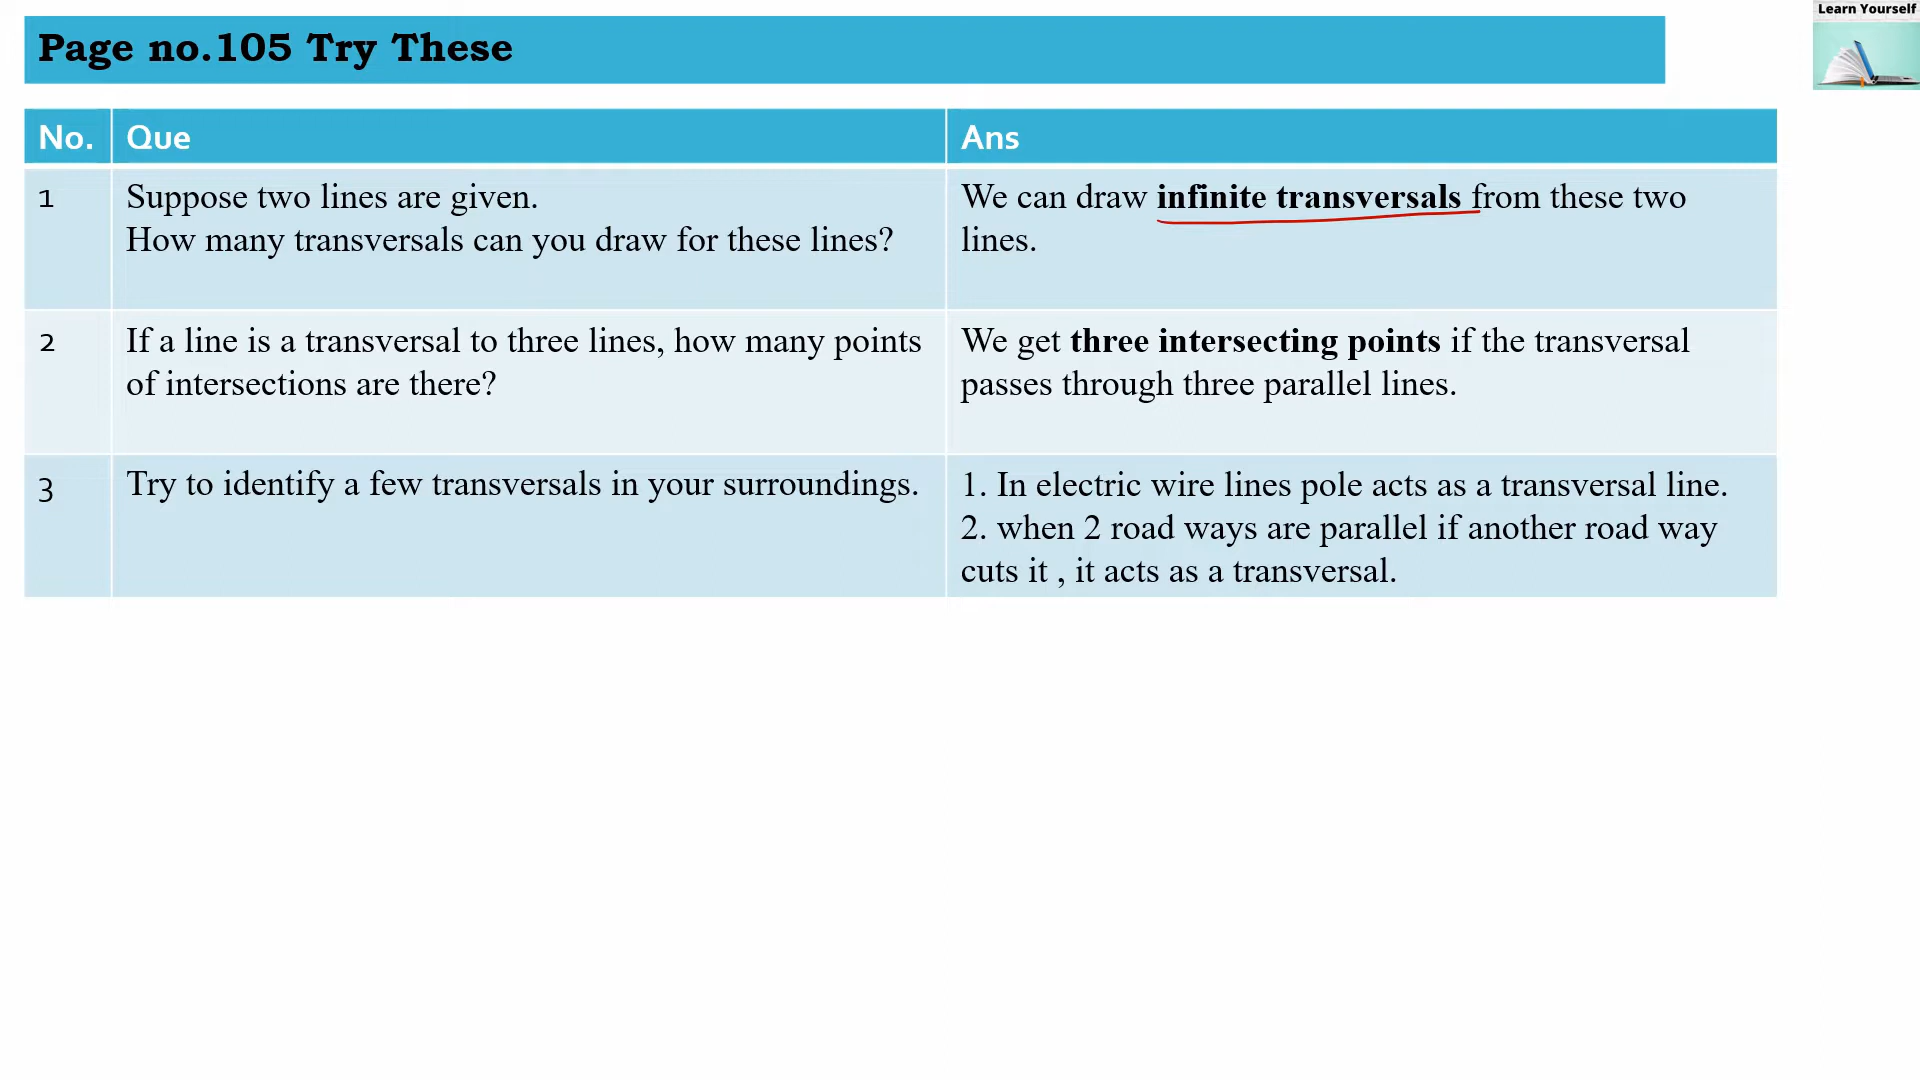 Learn Yourself
Page no.105 Try These
No. Que Ans
1 Suppose two lines are given.
How many transversals can you draw for these lines?
We can draw infinite transversals from these two
lines.
2 If a line is a transversal to three lines, how many points
of intersections are there?
We get three intersecting points if the transversal
passes through three parallel lines.
3 Try to identify a few transversals in your surroundings.
1. In electric wire lines pole acts as a transversal line.
2. when 2 road ways are parallel if another road way
cuts it , it acts as a transversal.